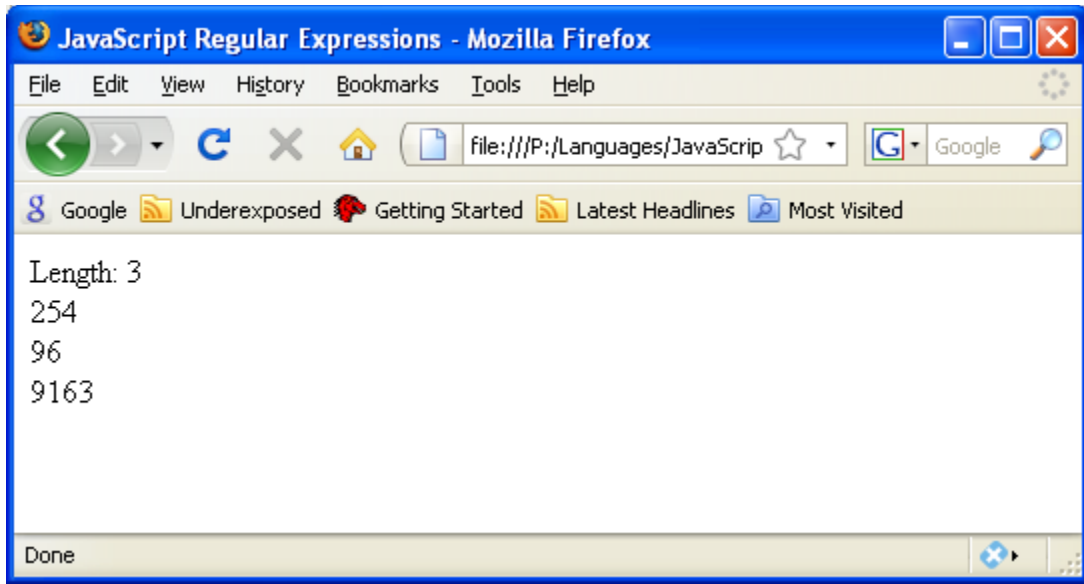 JavaScript Regular Expressions - Mozilla Firefox
File Edit View History Bookmarks Tools Help
file:///P:/Languages/JavaScrip G Google
g Google Underexposed Getting Started Latest Headlines Most Visited
Length: 3
254
96
9163
Done